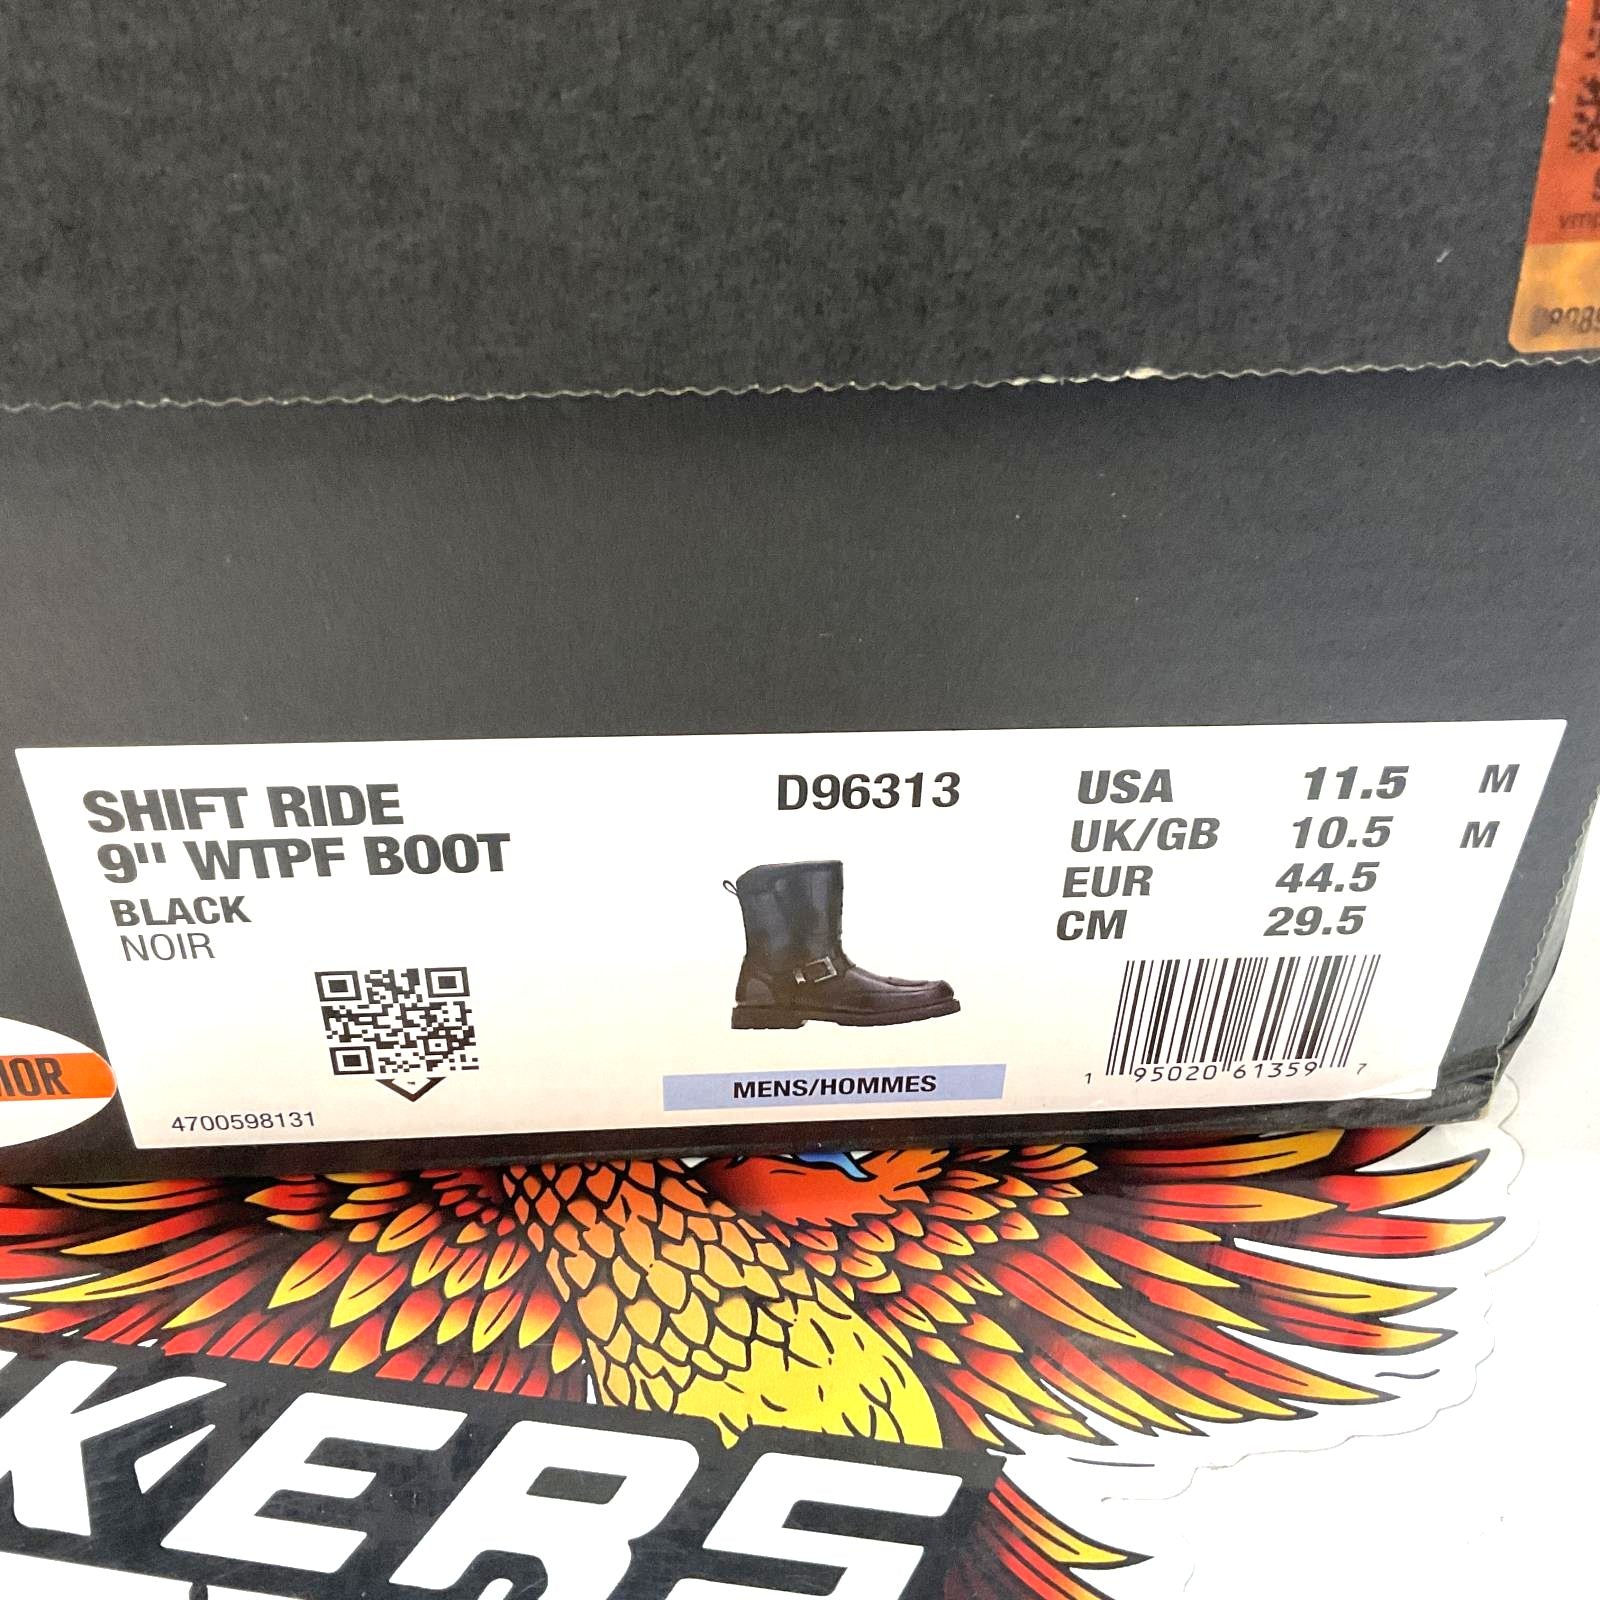 SHIFT RIDE
9" WTPF BOOT
BLACK
NOIR
4700598131
D96313
MENS/HOMMES
USA 11.5 M
UK/GB 10.5 M
EUR 44.5
CM 29.5
1 95020 61359 7
KERS